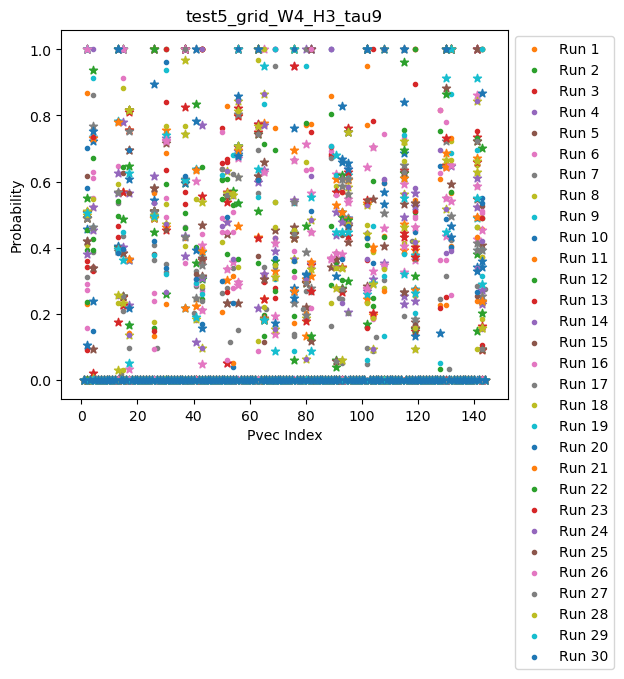 test5_grid_W4_H3_tau9
1.0
0.8
0.6
0.4
0.2
0.0
Probability
0 20 40 60 80 100 120 140
Pvec Index
Run 1
Run 2
Run 3
Run 4
Run 5
Run 6
Run 7
Run 8
Run 9
Run 10
Run 11
Run 12
Run 13
Run 14
Run 15
Run 16
Run 17
Run 18
Run 19
Run 20
Run 21
Run 22
Run 23
Run 24
Run 25
Run 26
Run 27
Run 28
Run 29
Run 30